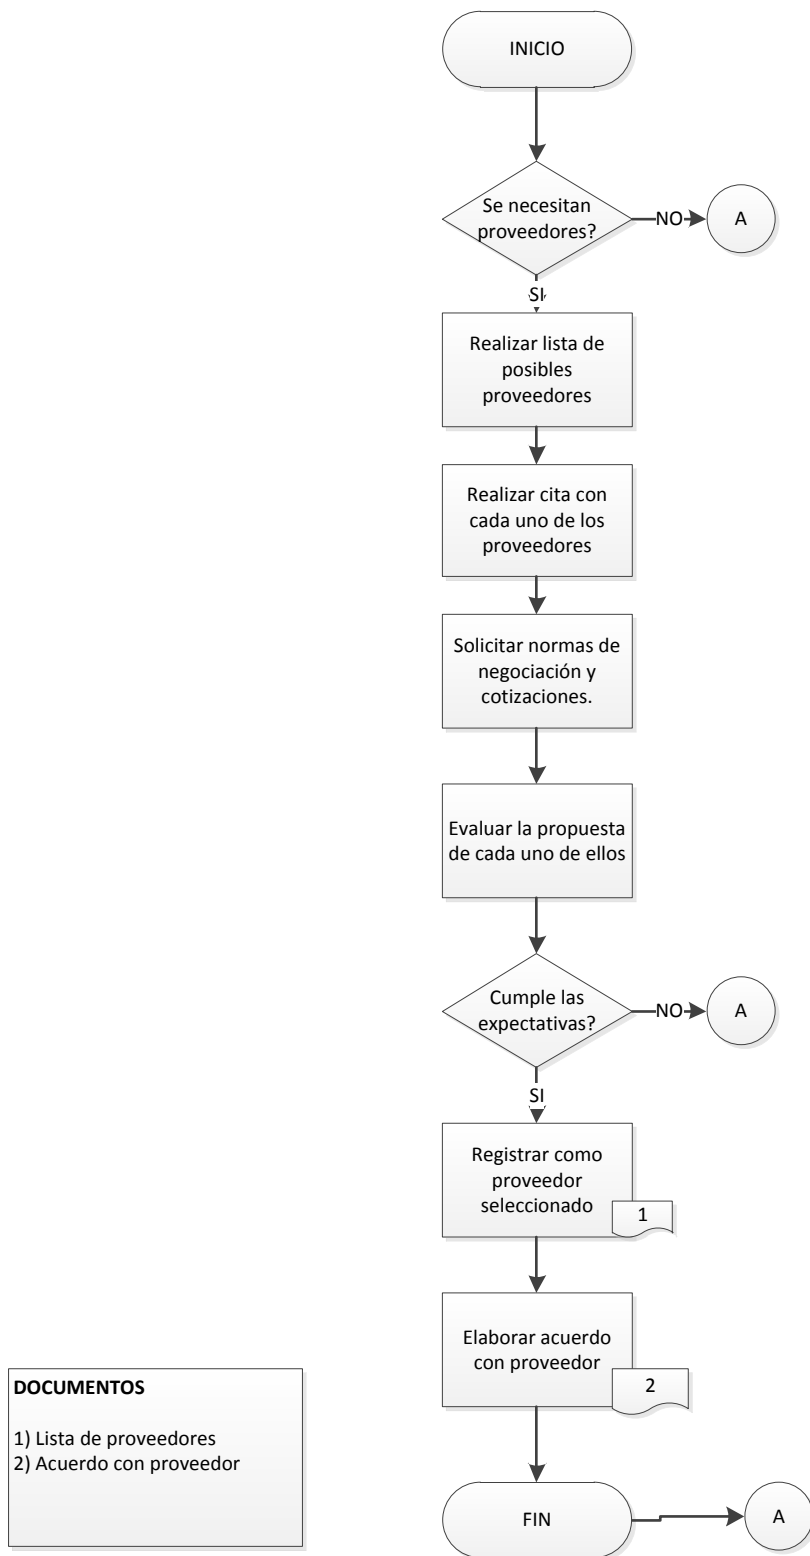 INICIO
Se necesitan
proveedores?
NO
A
SI
Realizar lista de
posibles
proveedores
Realizar cita con
cada uno de los
proveedores
Solicitar normas de
negociación y
cotizaciones.
Evaluar la propuesta
de cada uno de ellos
Cumple las
expectativas?
NO
A
SI
Registrar como
proveedor
seleccionado
1
Elaborar acuerdo
con proveedor
2
DOCUMENTOS
1) Lista de proveedores
2) Acuerdo con proveedor
FIN
A